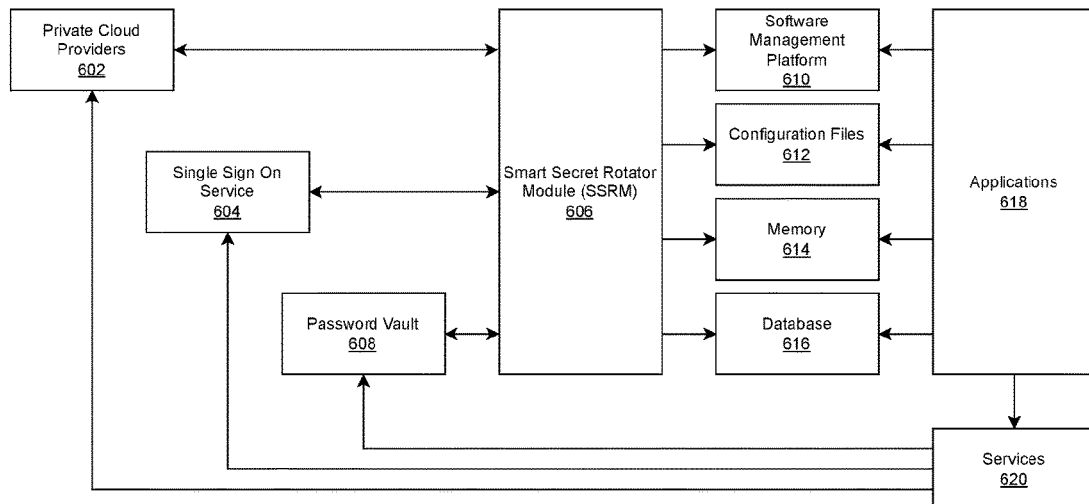 Private Cloud
Providers
602
Single Sign On
Service
604
Password Vault
608
Smart Secret Rotator
Module (SSRM)
606
Software
Management
Platform
610
Configuration Files
612
Memory
614
Database
616
Applications
618
Services
620